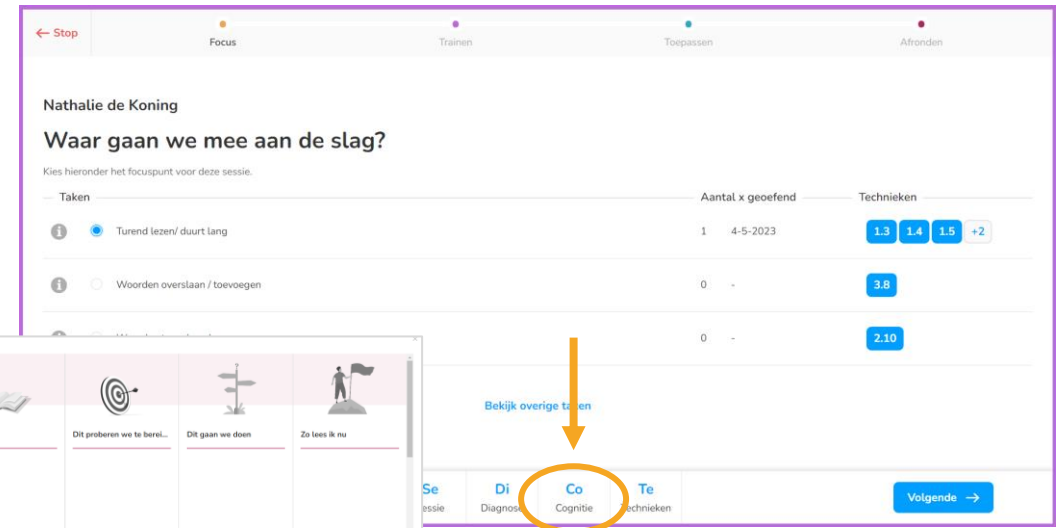 ← Stop
Focus
Trainen
Toepassen
Afronden
Nathalie de Koning
Waar gaan we mee aan de slag?
Kies hieronder het focuspunt voor deze sessie.
Taken Aantal x geoefend Technieken
Turend lezen/ duurt lang 1 4-5-2023 1.3 1.4 1.5 +2
Woorden overslaan / toevoegen 0 - 3.8
0 - 2.10
Bekijk overige
Dit proberen we te berei...
Dit gaan we doen
Zo lees ik nu
Se Di Co Te
Cognitie
Volgende →